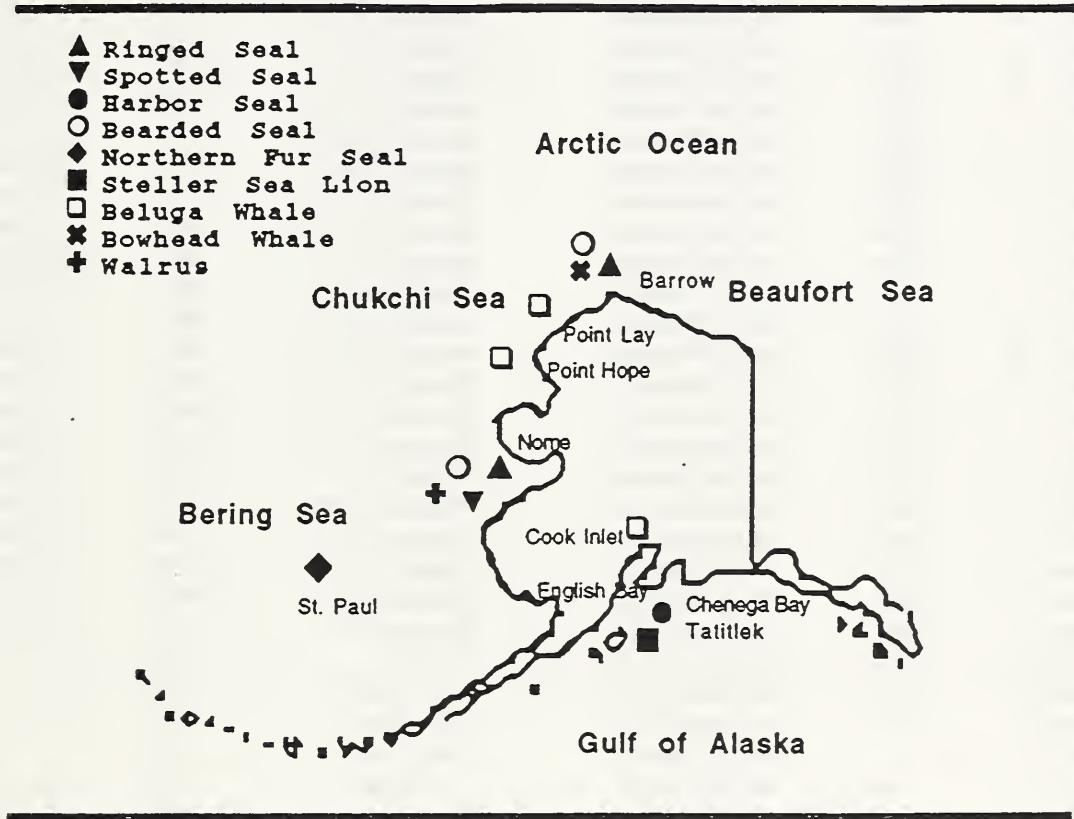 Ringed Seal
Spotted Seal
Harbor Seal
Bearded Seal
Northern Fur Seal
Steller Sea Lion
Beluga Whale
Bowhead Whale
Walrus
Arctic Ocean
Barrow
Beaufort Sea
Chukchi Sea
Point Lay
Point Hope
Nome
Bering Sea
Cook Inlet
English Bay
St. Paul
Chenega Bay
Tatitlek
Gulf of Alaska